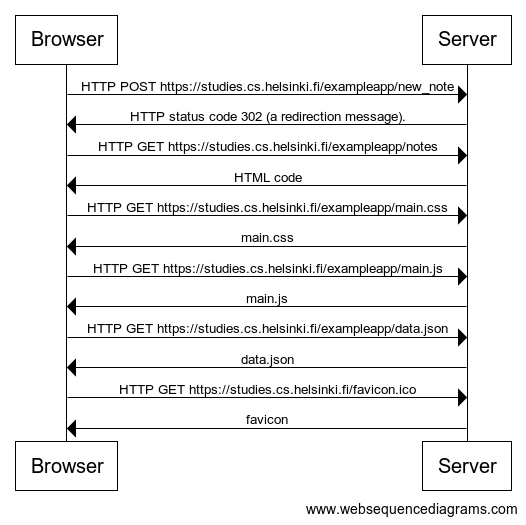 Browser Server
HTTP POST https://studies.cs.helsinki.fi/exampleapp/new_note
HTTP status code 302 (a redirection message).
HTTP GET https://studies.cs.helsinki.fi/exampleapp/notes
HTML code
HTTP GET https://studies.cs.helsinki.fi/exampleapp/main.css
main.css
HTTP GET https://studies.cs.helsinki.fi/exampleapp/main.js
main.js
HTTP GET https://studies.cs.helsinki.fi/exampleapp/data.json
data.json
HTTP GET https://studies.cs.helsinki.fi/favicon.ico
favicon
Browser Server
www.websequencediagrams.com